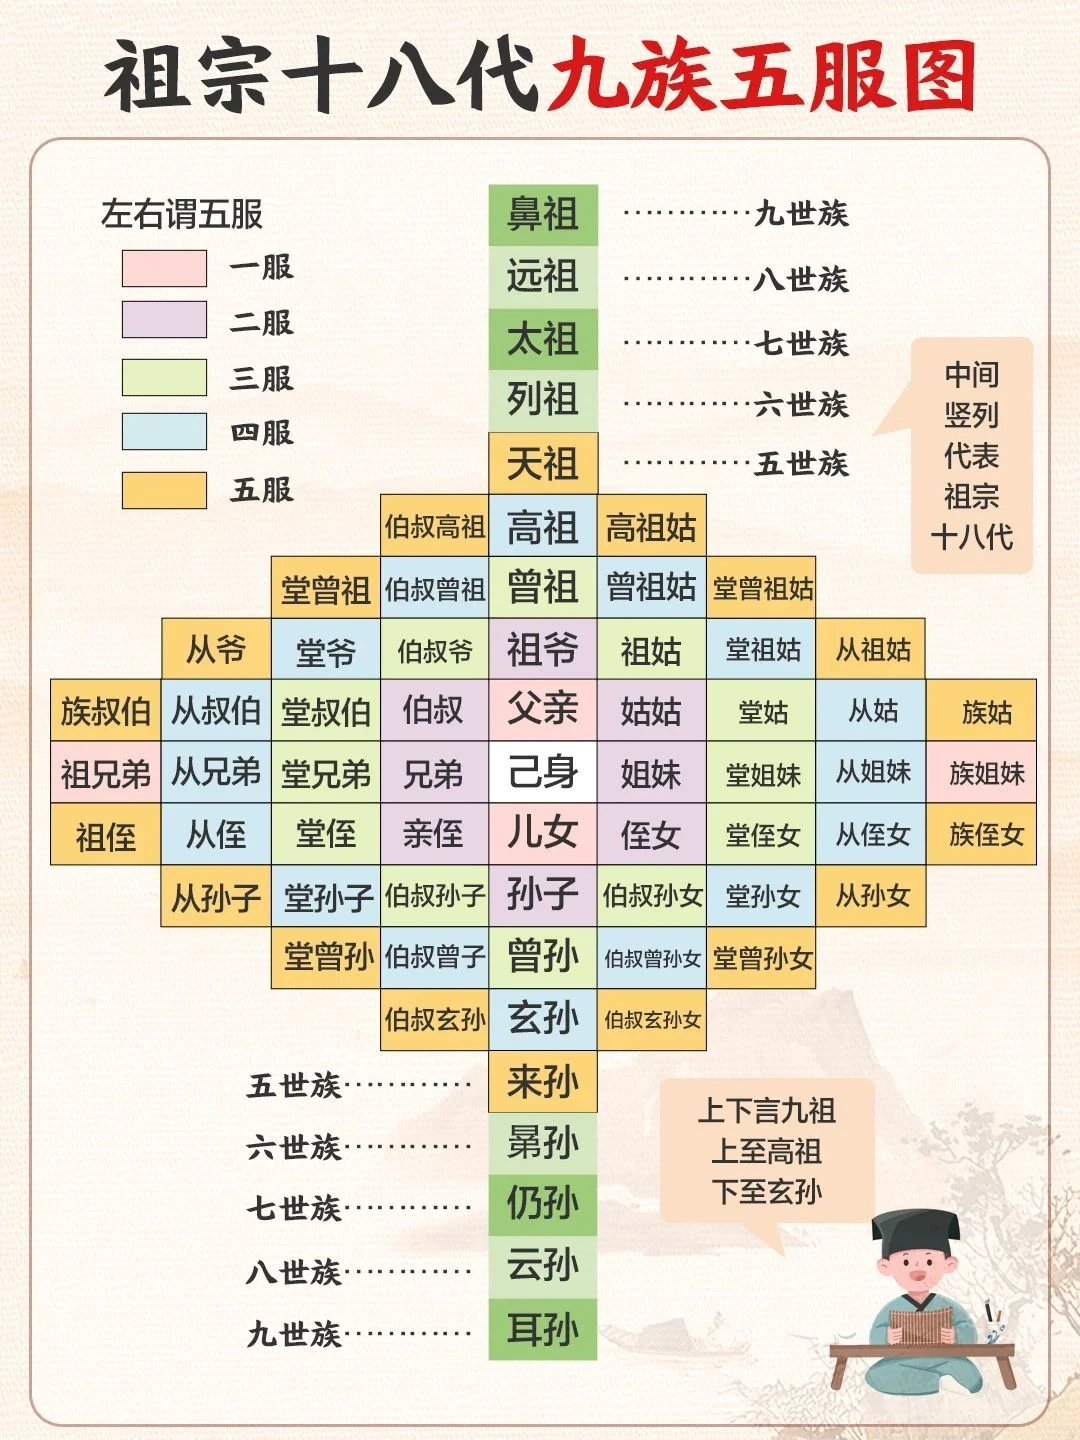 祖宗十八代九族五服图
左右谓五服
一服
二服
三服
四服
五服
鼻祖 …………九世族
远祖 …………八世族
太祖 …………七世族
列祖 …………六世族
天祖 …………五世族
中间
竖列
代表
祖宗
十八代
伯叔高祖 高祖 高祖姑
堂曾祖 伯叔曾祖 曾祖 曾祖姑 堂曾祖姑
从爷 堂爷 伯叔爷 祖爷 祖姑 堂祖姑 从祖姑
族叔伯 从叔伯 堂叔伯 伯叔 父亲 姑姑 堂姑 从姑 族姑
祖兄弟 从兄弟 堂兄弟 兄弟 己身 姐妹 堂姐妹 从姐妹 族姐妹
祖侄 从侄 堂侄 亲侄 儿女 侄女 堂侄女 从侄女 族侄女
从孙子 堂孙子 伯叔孙子 孙子 伯叔孙女 堂孙女 从孙女
堂曾孙 伯叔曾子 曾孙 伯叔曾孙女 堂曾孙女
伯叔玄孙 玄孙 伯叔玄孙女
五世族………… 来孙
六世族………… 晜孙
七世族………… 仍孙
八世族………… 云孙
九世族………… 耳孙
上下言九祖
上至高祖
下至玄孙